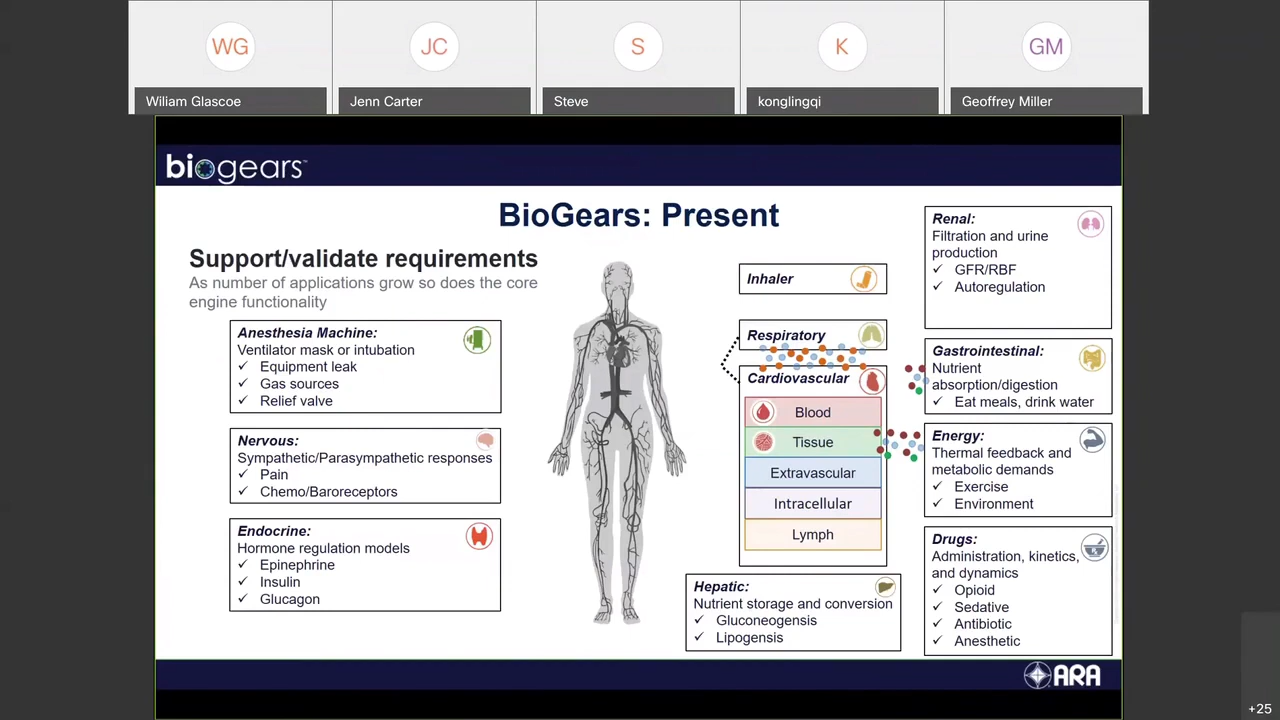 WG
JC
S
K
GM
Wiliam Glascoe
Jenn Carter
Steve
konglingqi
Geoffrey Miller
biogears™
BioGears: Present
Support/validate requirements
As number of applications grow so does the core
engine functionality
Anesthesia Machine:
Ventilator mask or intubation
✓ Equipment leak
✓ Gas sources
✓ Relief valve
Nervous:
Sympathetic/Parasympathetic responses
✓ Pain
✓ Chemo/Baroreceptors
Endocrine:
Hormone regulation models
✓ Epinephrine
✓ Insulin
✓ Glucagon
Inhaler
Respiratory
Cardiovascular
Blood
Tissue
Extravascular
Intracellular
Lymph
Hepatic:
Nutrient storage and conversion
✓ Gluconeogensis
✓ Lipogensis
Renal:
Filtration and urine
production
✓ GFR/RBF
✓ Autoregulation
Gastrointestinal:
Nutrient
absorption/digestion
✓ Eat meals, drink water
Energy:
Thermal feedback and
metabolic demands
✓ Exercise
✓ Environment
Drugs:
Administration, kinetics,
and dynamics
✓ Opioid
✓ Sedative
✓ Antibiotic
✓ Anesthetic
ARA
+25